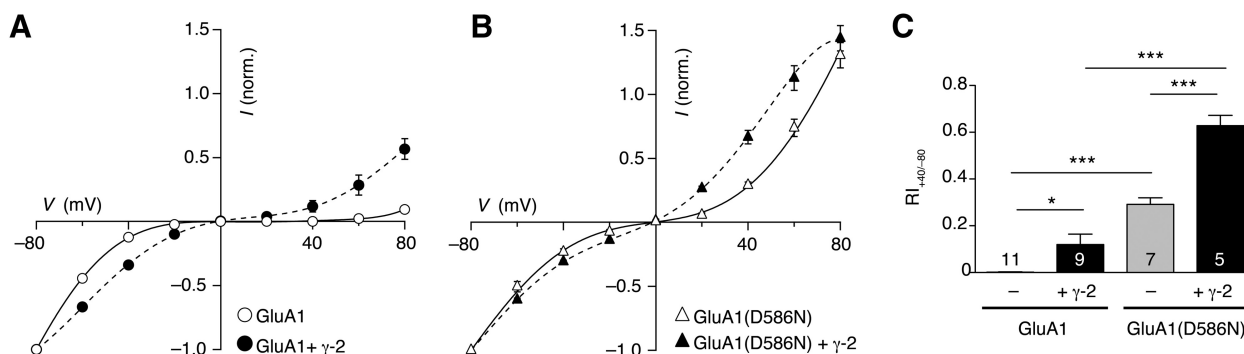 A
1.5
1.0
0.5
I (norm.)
V (mV)
−80
40
80
−0.5
−1.0
GluA1
GluA1+ γ-2
B
1.5
1.0
0.5
I (norm.)
V (mV)
−80
40
80
−0.5
−1.0
GluA1(D586N)
GluA1(D586N) + γ-2
C
***
***
***
*
RI+40/−80
0.8
0.6
0.4
0.2
0
11 9 7 5
− + γ-2 − + γ-2
GluA1 GluA1(D586N)